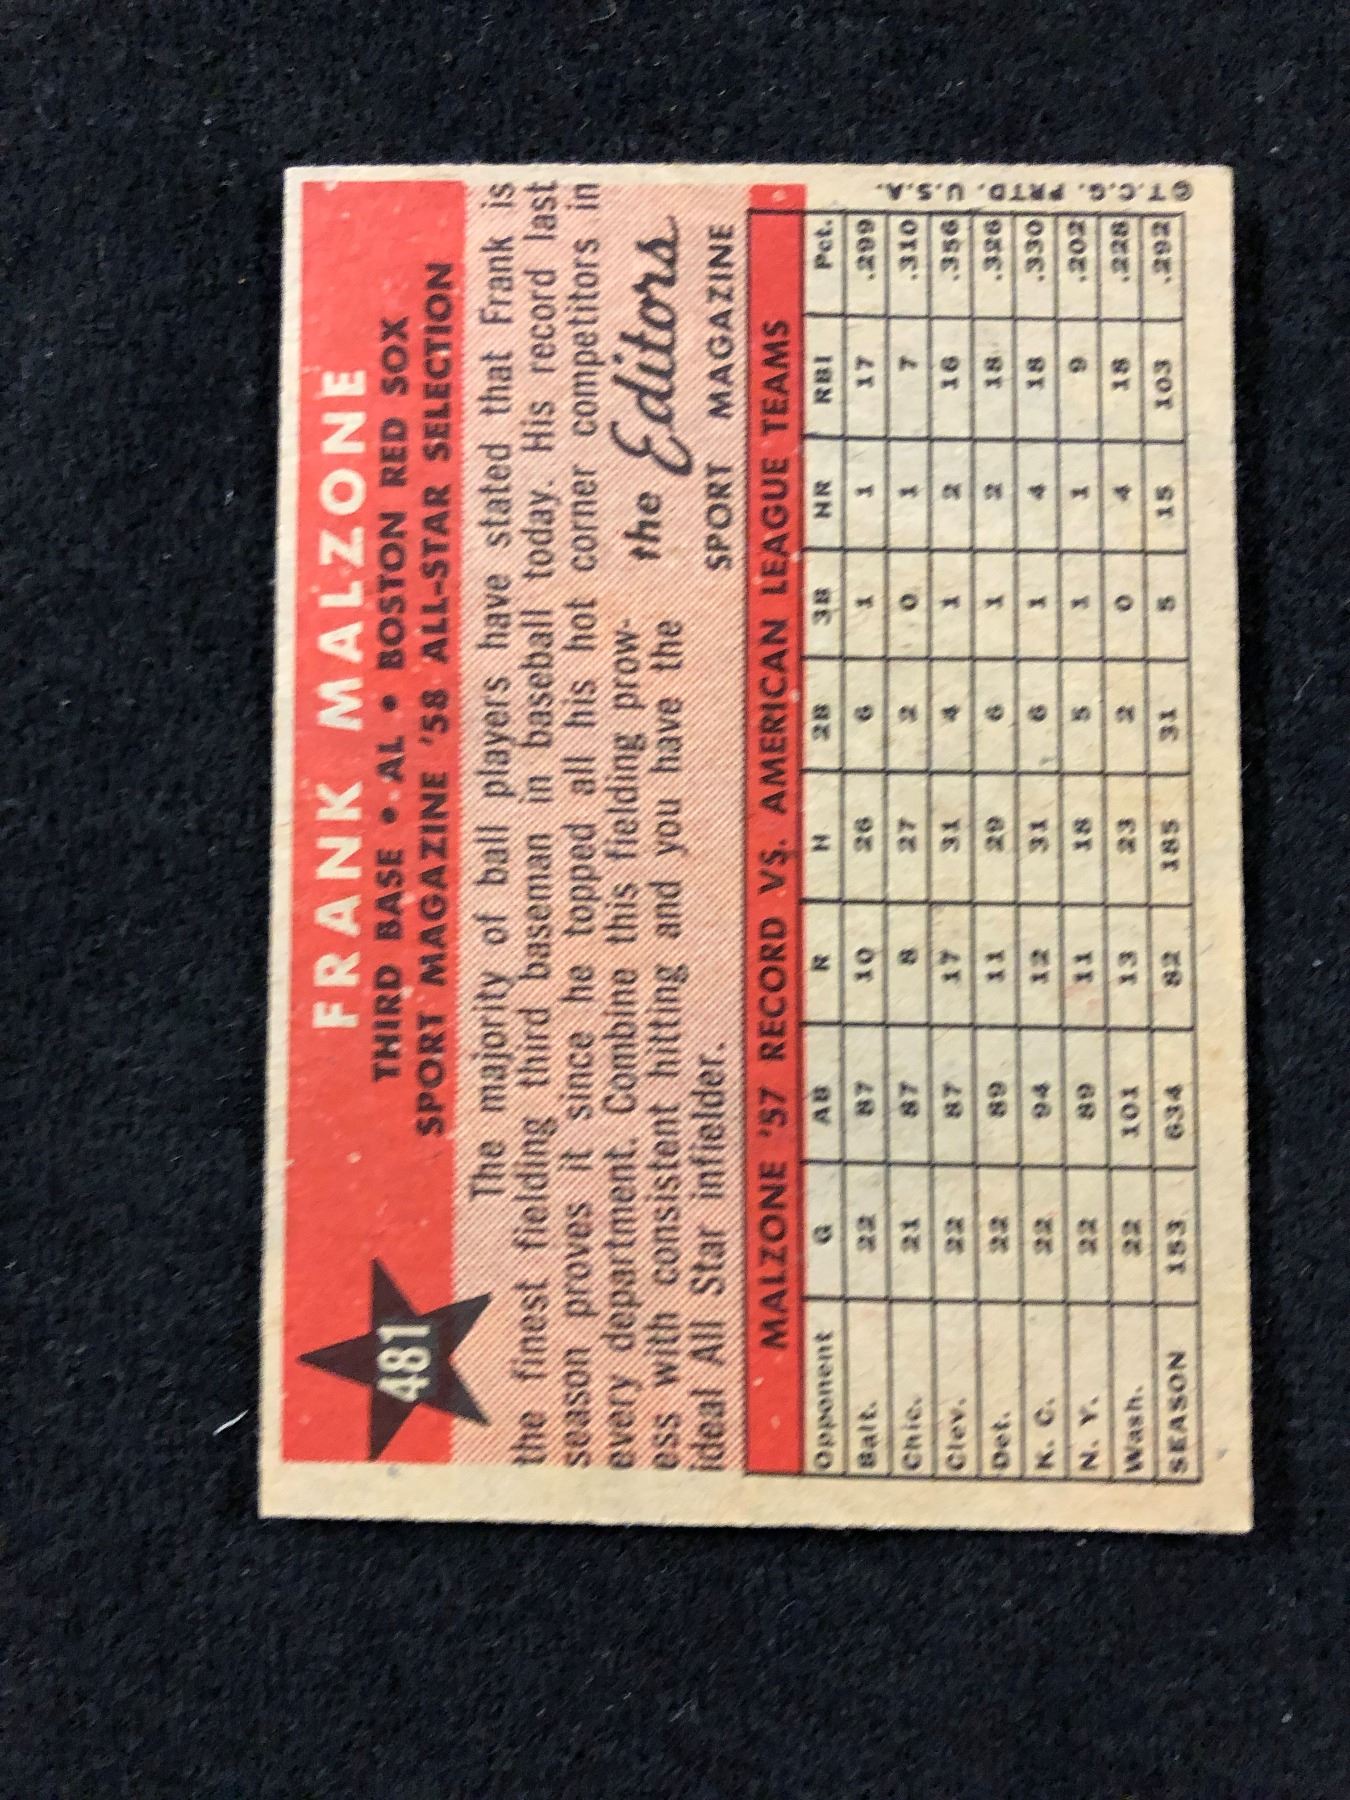 481
FRANK MALZONE
THIRD BASE • AL • BOSTON RED SOX
SPORT MAGAZINE '58 ALL-STAR SELECTION
The majority of ball players have stated that Frank is
the finest fielding third baseman in baseball today. His record last
season proves it since he topped all his hot corner competitors in
every department. Combine this fielding prow-
ess with consistent hitting and you have the
ideal All Star infielder.
the Editors
SPORT MAGAZINE
MALZONE '57 RECORD VS. AMERICAN LEAGUE TEAMS
Opponent G AB R H 2B 3B HR RBI Pct.
Balt. 22 87 10 26 6 1 1 17 .299
Chic. 21 87 8 27 2 0 1 7 .310
Clev. 22 87 17 31 4 1 2 16 .356
Det. 22 89 11 29 6 1 2 18 .326
K. C. 22 94 12 31 6 1 4 18 .330
N. Y. 22 89 11 18 5 1 1 9 .202
Wash. 22 101 13 23 2 0 4 18 .228
SEASON 153 634 82 185 31 5 15 103 .292
©T.C.G. PRTD. U.S.A.